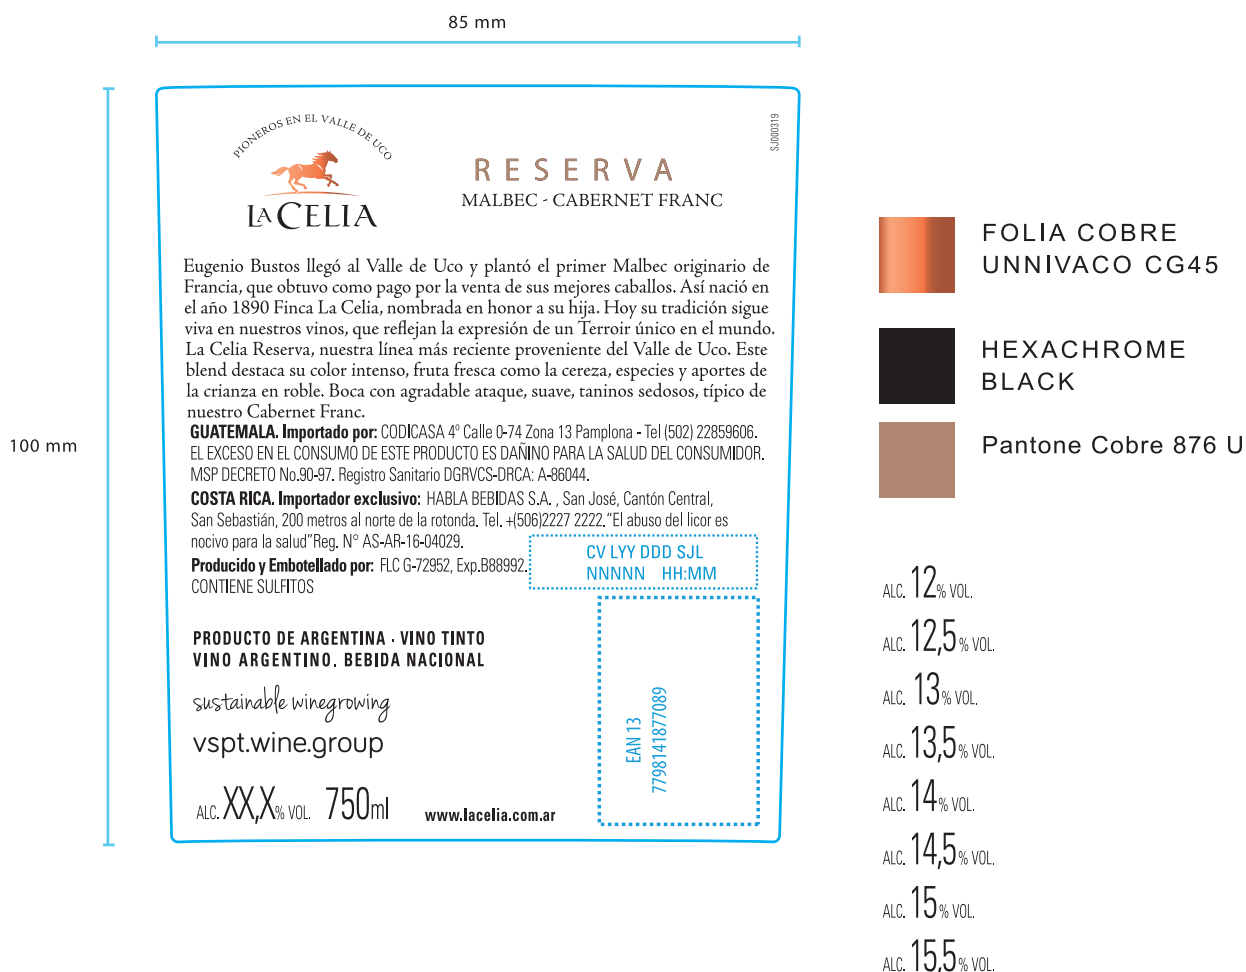 85 mm
100 mm
PIONEROS EN EL VALLE DE UCO
LA CELIA
RESERVA
MALBEC - CABERNET FRANC
SJ000319
Eugenio Bustos llegó al Valle de Uco y plantó el primer Malbec originario de
Francia, que obtuvo como pago por la venta de sus mejores caballos. Así nació en
el año 1890 Finca La Celia, nombrada en honor a su hija. Hoy su tradición sigue
viva en nuestros vinos, que reflejan la expresión de un Terroir único en el mundo.
La Celia Reserva, nuestra línea más reciente proveniente del Valle de Uco. Este
blend destaca su color intenso, fruta fresca como la cereza, especies y aportes de
la crianza en roble. Boca con agradable ataque, suave, taninos sedosos, típico de
nuestro Cabernet Franc.
GUATEMALA. Importado por: CODICASA 4º Calle 0-74 Zona 13 Pamplona - Tel (502) 22859606.
EL EXCESO EN EL CONSUMO DE ESTE PRODUCTO ES DAÑINO PARA LA SALUD DEL CONSUMIDOR.
MSP DECRETO No.90-97. Registro Sanitario DGRVCS-DRCA: A-86044.
COSTA RICA. Importador exclusivo: HABLA BEBIDAS S.A. , San José, Cantón Central,
San Sebastián, 200 metros al norte de la rotonda. Tel. +(506)2227 2222."El abuso del licor es
nocivo para la salud"Reg. N° AS-AR-16-04029.
Producido y Embotellado por: FLC G-72952, Exp.B88992.
CONTIENE SULFITOS
CV LYY DDD SJL
NNNNN HH:MM
PRODUCTO DE ARGENTINA · VINO TINTO
VINO ARGENTINO. BEBIDA NACIONAL
sustainable winegrowing
vspt.wine.group
ALC. XX,X% VOL. 750ml
www.lacelia.com.ar
EAN 13
7798141877089
FOLIA COBRE
UNNIVACO CG45
HEXACHROME
BLACK
Pantone Cobre 876 U
ALC. 12% VOL.
ALC. 12,5% VOL.
ALC. 13% VOL.
ALC. 13,5% VOL.
ALC. 14% VOL.
ALC. 14,5% VOL.
ALC. 15% VOL.
ALC. 15,5% VOL.